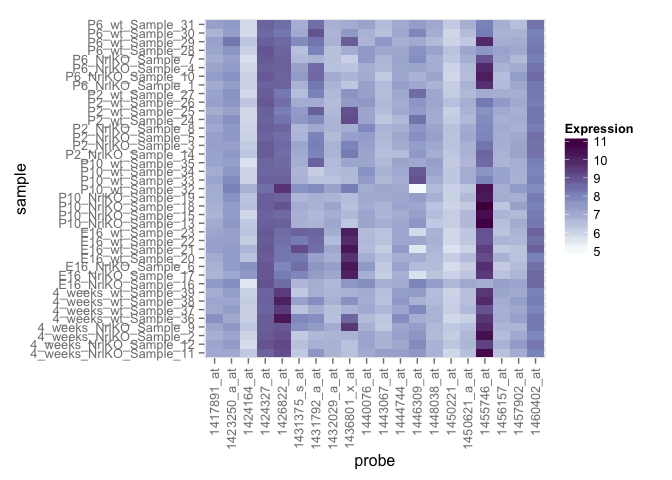 P6_wt_Sample_31
P6_wt_Sample_30
P6_wt_Sample_29
P6_wt_Sample_28
P6_NrlKO_Sample_7
P6_NrlKO_Sample_4
P6_NrlKO_Sample_10
P6_NrlKO_Sample_1
P2_wt_Sample_27
P2_wt_Sample_26
P2_wt_Sample_25
P2_wt_Sample_24
P2_NrlKO_Sample_8
P2_NrlKO_Sample_5
P2_NrlKO_Sample_3
P2_NrlKO_Sample_14
P10_wt_Sample_35
P10_wt_Sample_34
P10_wt_Sample_33
P10_wt_Sample_32
P10_NrlKO_Sample_19
P10_NrlKO_Sample_18
P10_NrlKO_Sample_15
P10_NrlKO_Sample_13
E16_wt_Sample_23
E16_wt_Sample_22
E16_wt_Sample_21
E16_wt_Sample_20
E16_NrlKO_Sample_6
E16_NrlKO_Sample_17
E16_NrlKO_Sample_16
4_weeks_wt_Sample_39
4_weeks_wt_Sample_38
4_weeks_wt_Sample_37
4_weeks_wt_Sample_36
4_weeks_NrlKO_Sample_9
4_weeks_NrlKO_Sample_2
4_weeks_NrlKO_Sample_12
4_weeks_NrlKO_Sample_11
sample
1417891_at
1423250_a_at
1424164_at
1424327_at
1426822_at
1431375_s_at
1431792_a_at
1432029_a_at
1436801_x_at
1440076_at
1443067_at
1444744_at
1446309_at
1448038_at
1450221_at
1450621_a_at
1455746_at
1456157_at
1457902_at
1460402_at
probe
Expression
11
10
9
8
7
6
5